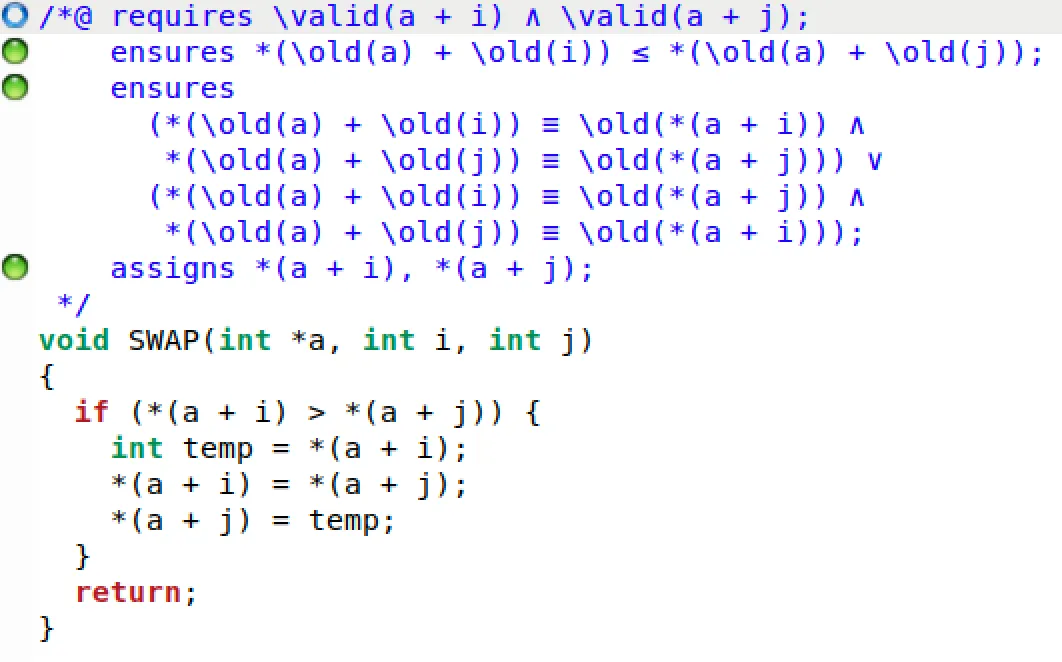 /*@ requires \valid(a + i) ∧ \valid(a + j);
    ensures *(\old(a) + \old(i)) ≤ *(\old(a) + \old(j));
    ensures
      (*(\old(a) + \old(i)) ≡ \old(*(a + i)) ∧
       *(\old(a) + \old(j)) ≡ \old(*(a + j))) ∨
      (*(\old(a) + \old(i)) ≡ \old(*(a + j)) ∧
       *(\old(a) + \old(j)) ≡ \old(*(a + i)));
    assigns *(a + i), *(a + j);
 */
void SWAP(int *a, int i, int j)
{
  if (*(a + i) > *(a + j)) {
    int temp = *(a + i);
    *(a + i) = *(a + j);
    *(a + j) = temp;
  }
  return;
}